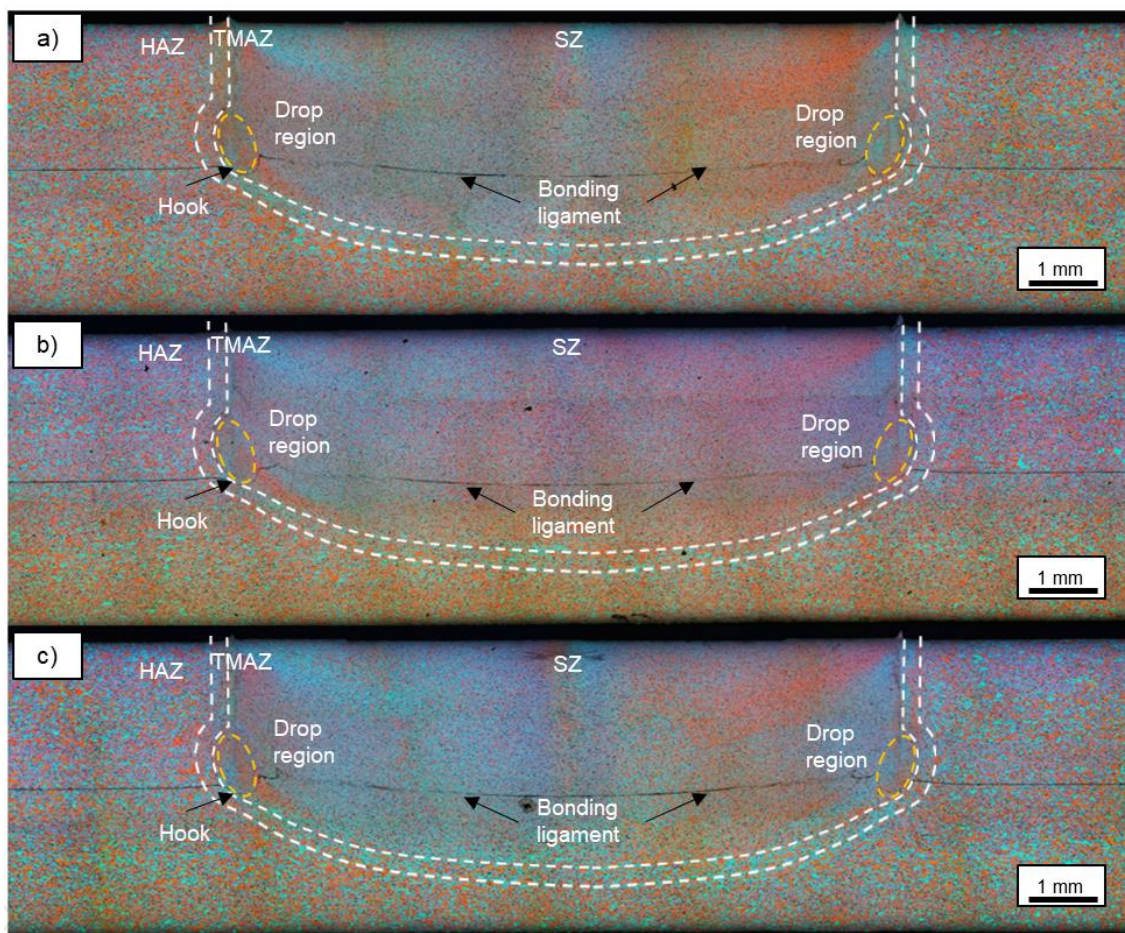 a)
HAZ
TMAZ
SZ
Drop
region
Drop
region
Hook
Bonding
ligament
1 mm
b)
HAZ
TMAZ
SZ
Drop
region
Drop
region
Hook
Bonding
ligament
1 mm
c)
HAZ
TMAZ
SZ
Drop
region
Drop
region
Hook
Bonding
ligament
1 mm